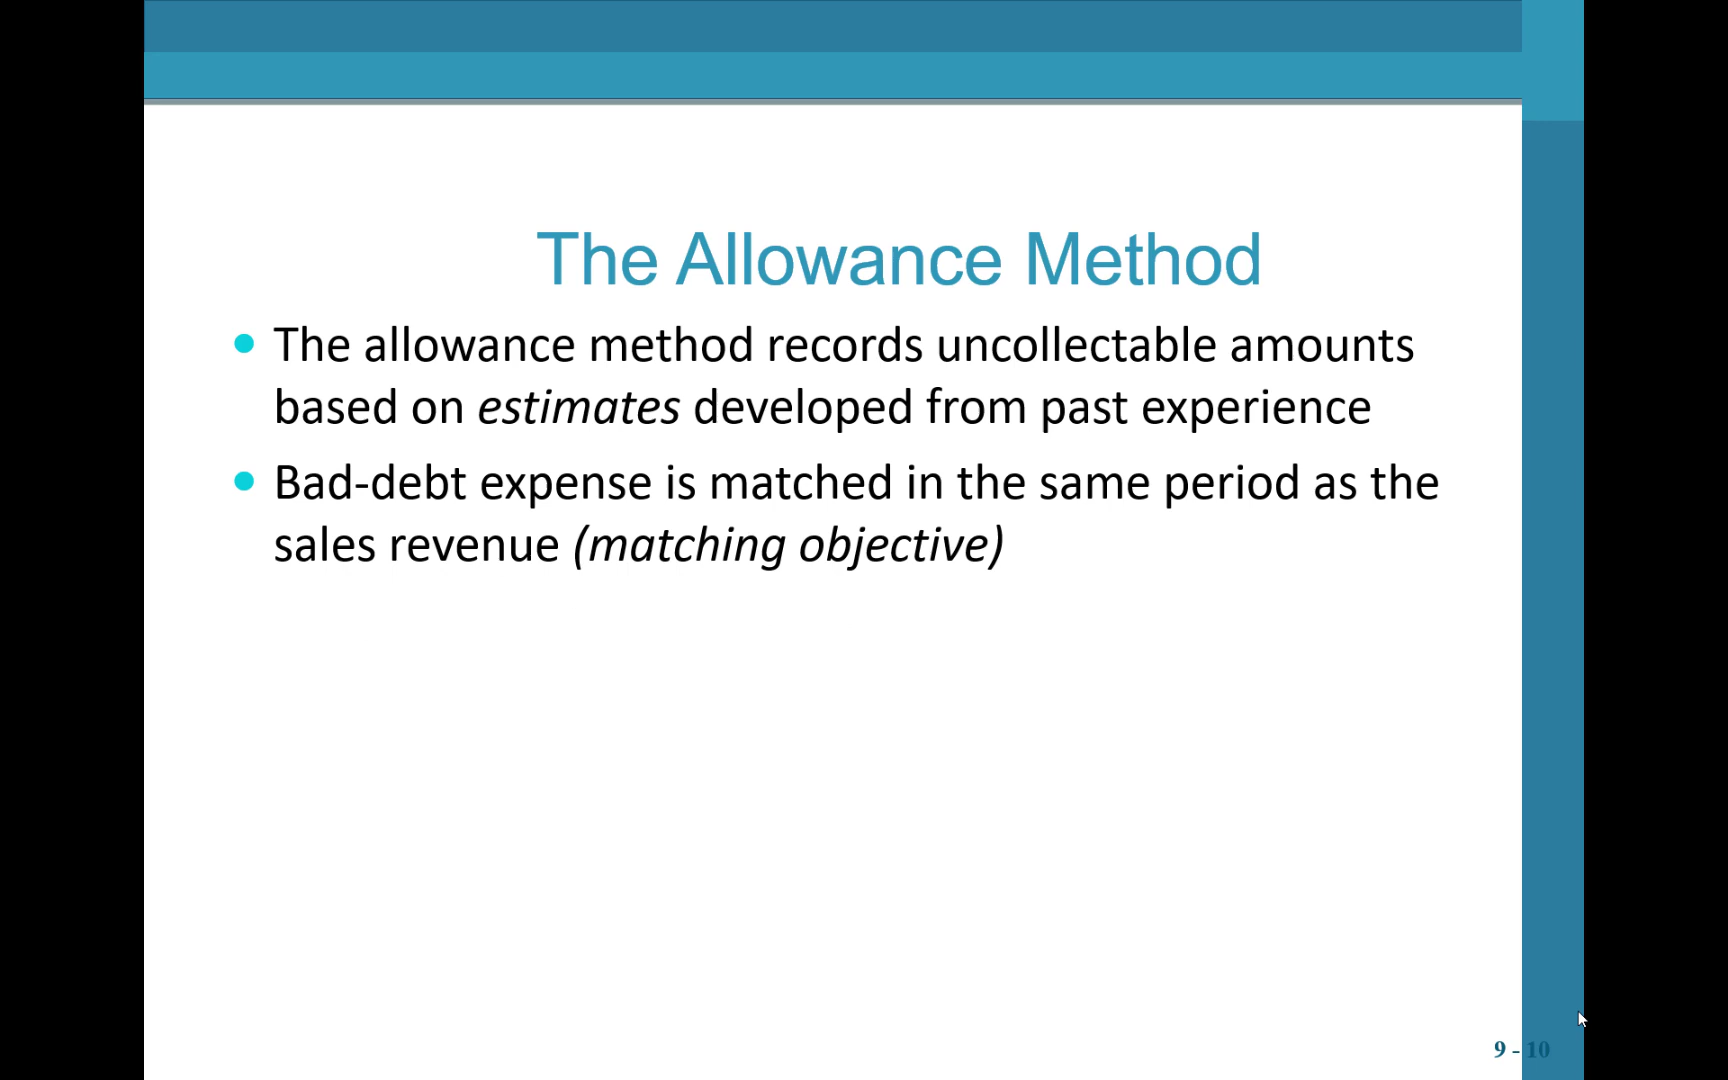 The Allowance Method
The allowance method records uncollectable amounts
based on estimates developed from past experience
Bad-debt expense is matched in the same period as the
sales revenue (matching objective)
9 - 10